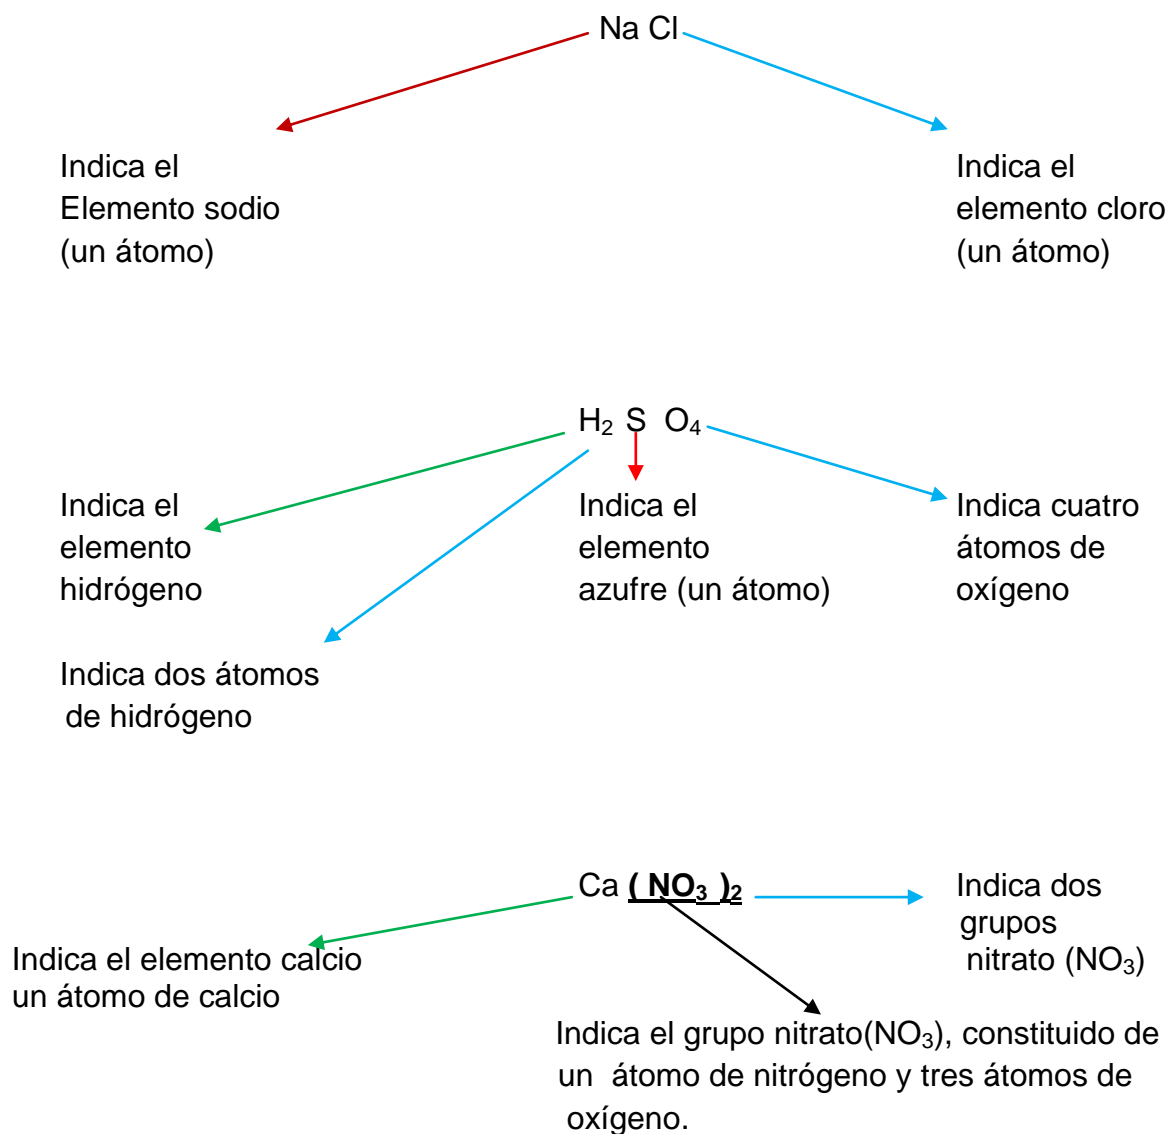 Na Cl
Indica el
Elemento sodio
(un átomo)
Indica el
elemento cloro
(un átomo)
H₂ S O₄
Indica el
elemento
hidrógeno
Indica dos átomos
de hidrógeno
Indica el
elemento
azufre (un átomo)
Indica cuatro
átomos de
oxígeno
Ca ( NO₃ )₂
Indica el elemento calcio
un átomo de calcio
Indica dos
grupos
nitrato (NO₃)
Indica el grupo nitrato(NO₃), constituido de
un átomo de nitrógeno y tres átomos de
oxígeno.